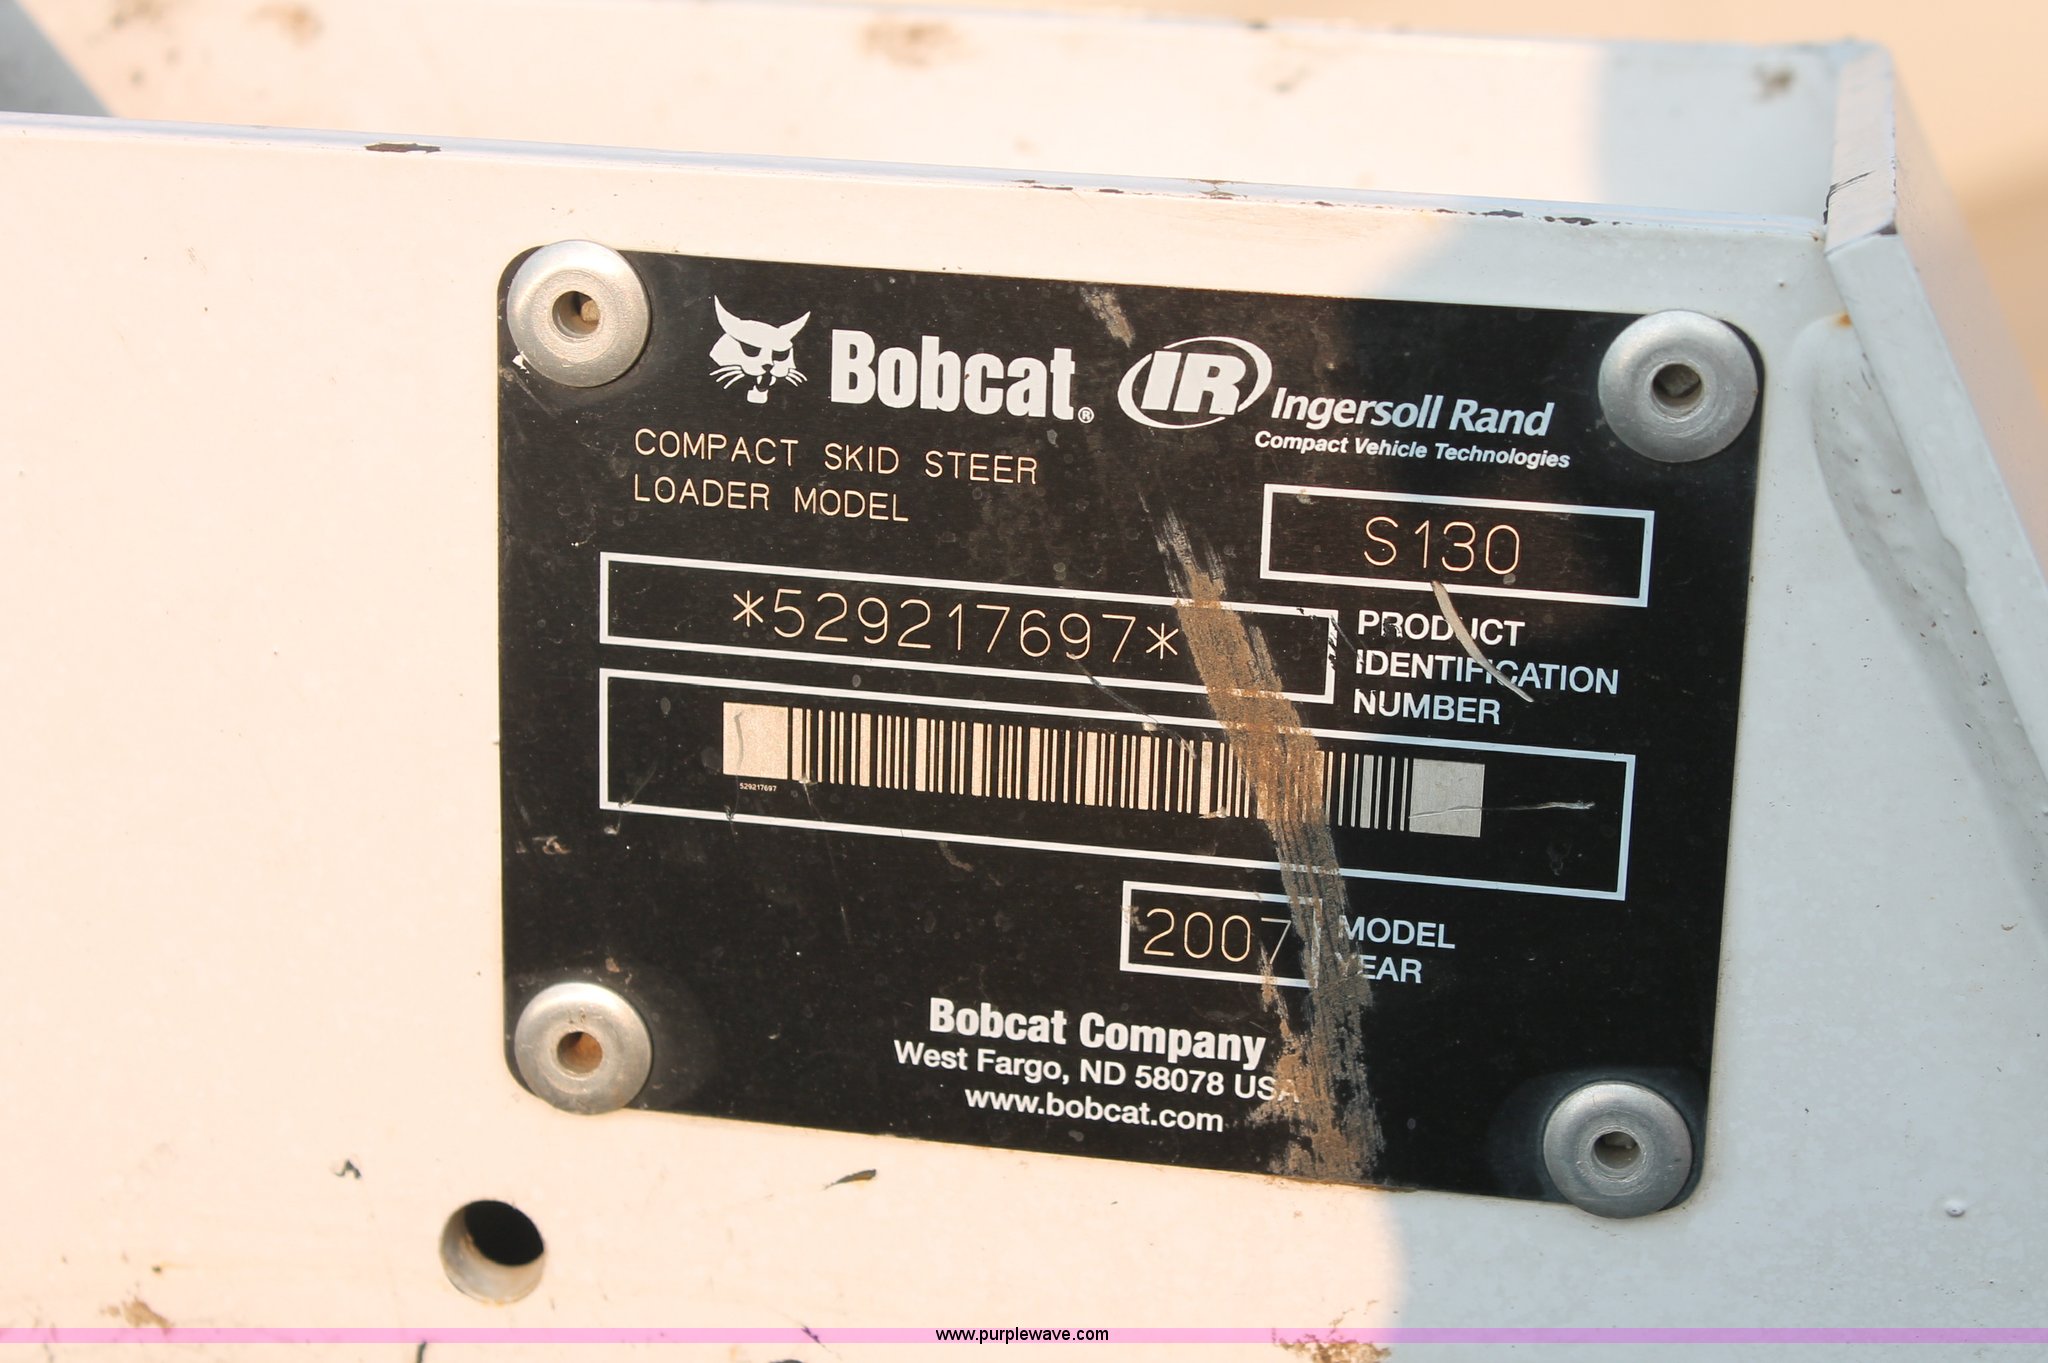 Bobcat®
IR Ingersoll Rand
Compact Vehicle Technologies
COMPACT SKID STEER
LOADER MODEL
S130
*529217697*
PRODUCT
IDENTIFICATION
NUMBER
529217697
2007
MODEL
YEAR
Bobcat Company
West Fargo, ND 58078 USA
www.bobcat.com
www.purplewave.com